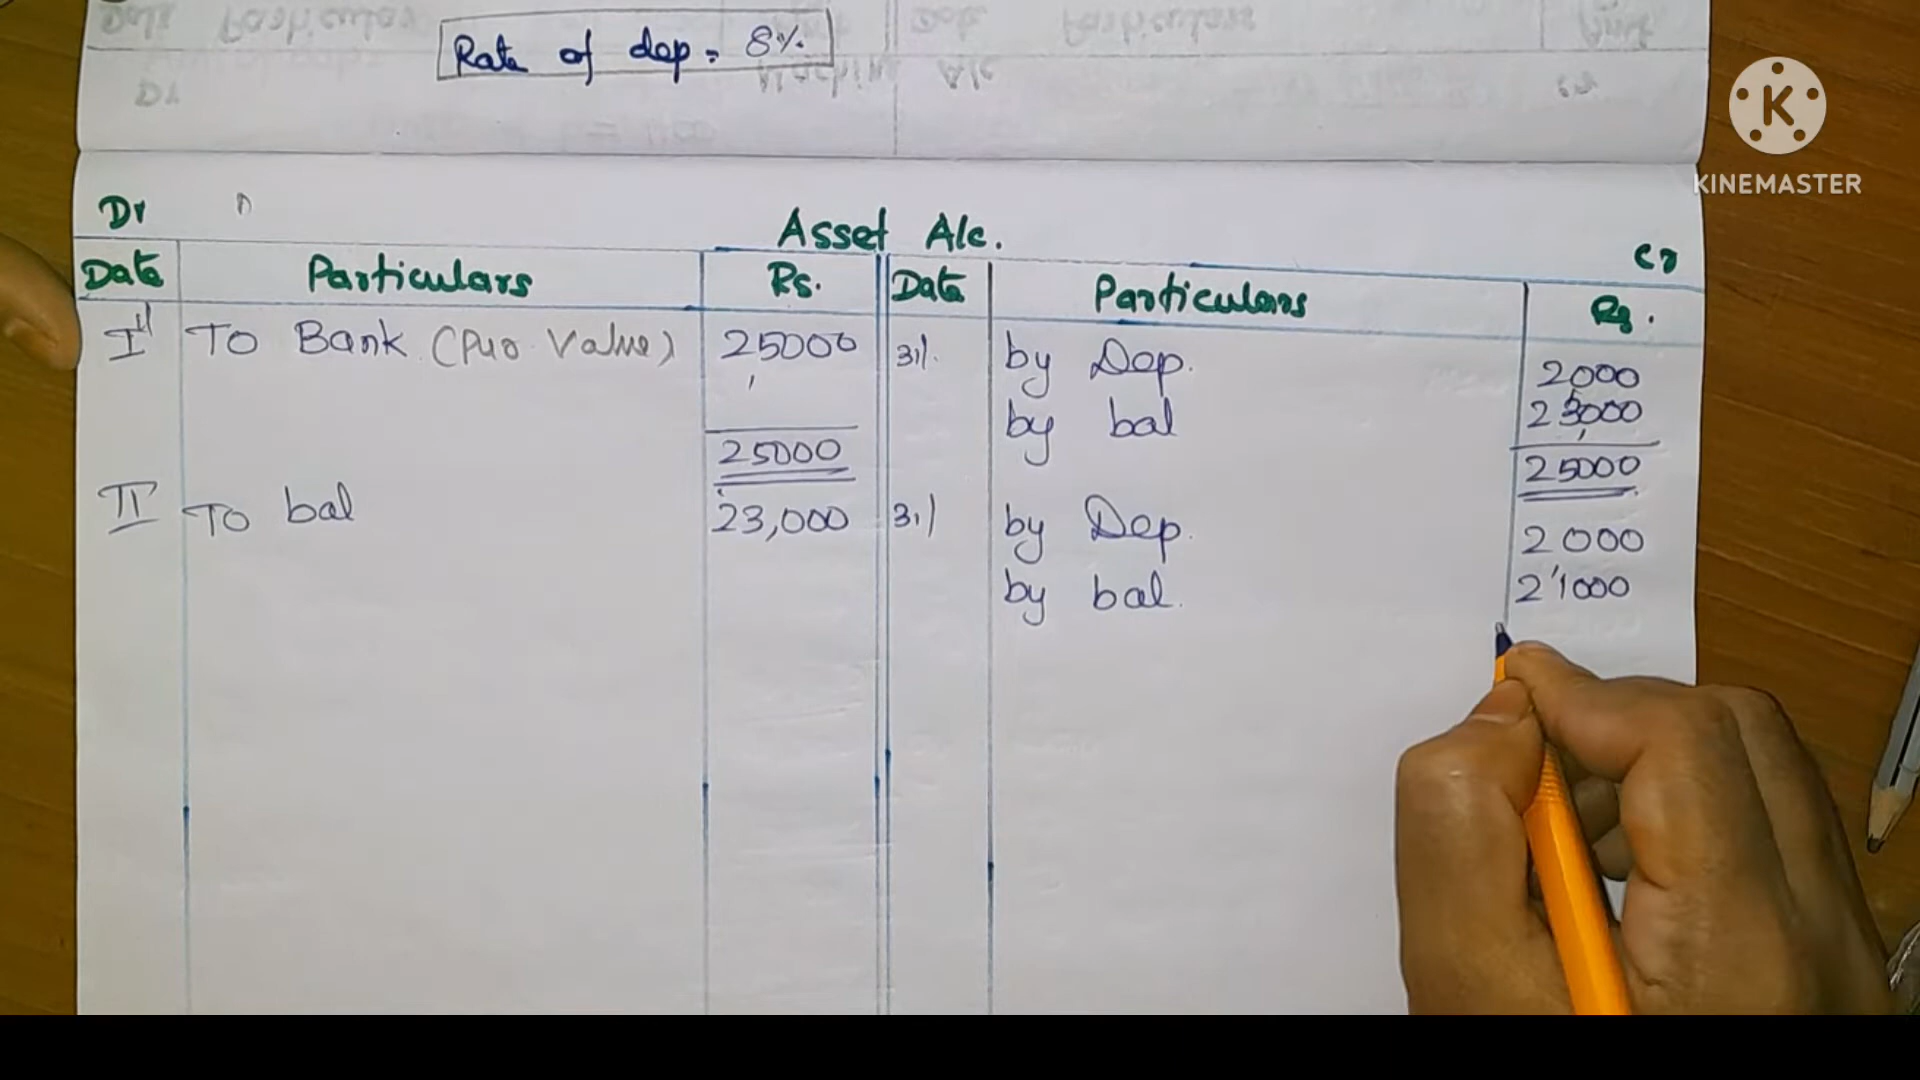 Rate of dep = 8%
KINEMASTER
Dr
Asset A/c.
Cr
Date Particulars Rs. Date Particulars Rs.
I To Bank (Pur Value) 25000 31/. by Dep. 2000
by bal 23,000
25000 25000
II To bal 23,000 31/ by Dep. 2000
by bal. 21000